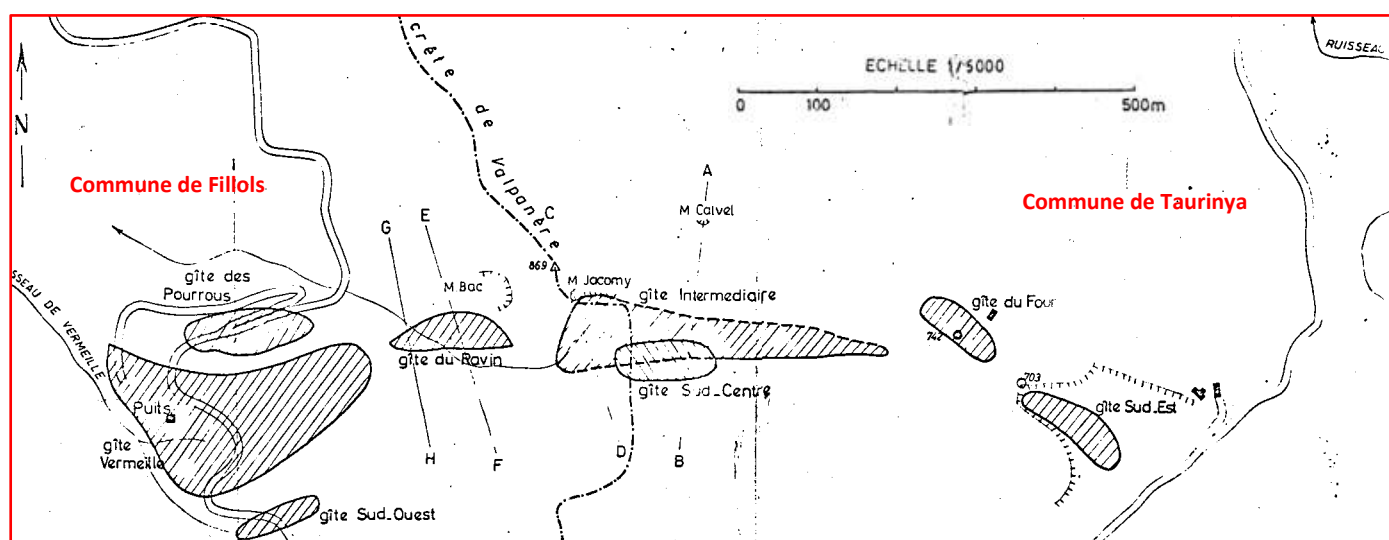 crête de Valpanère
RUISSEAU
ECHELLE 1/5000
0 100 500m
N
Commune de Fillols
Commune de Taurinya
A
M Calvel
C
E
G
869
gîte des
Pourrous
M Bac
M Jacomy
gîte Intermediaire
gîte du Four
742
SSEAU DE VERMEILLE
gîte du Ravin
703
gîte Sud_Centre
gîte Sud_Est
Puits
gîte
Vermeille
H
F
D
B
gîte Sud_Ouest